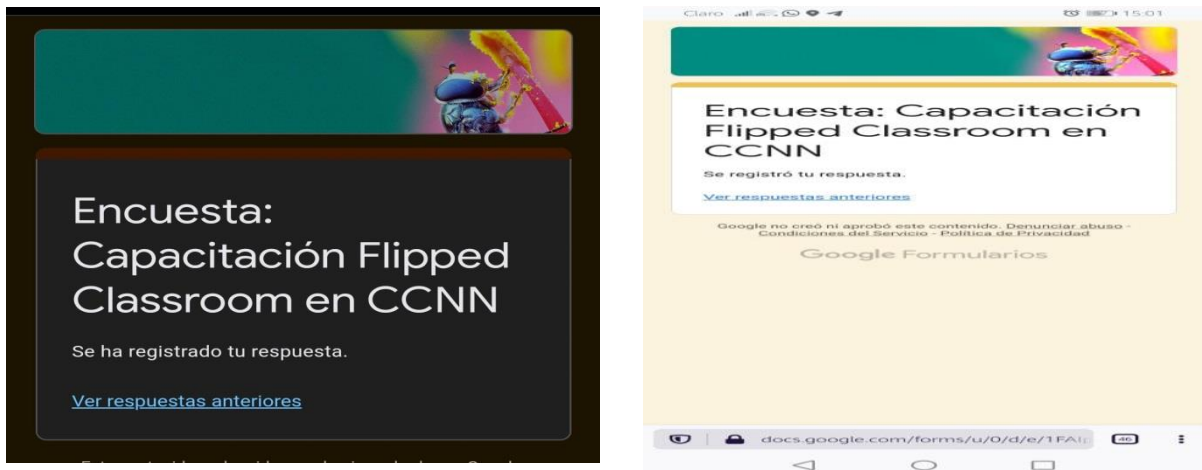 Encuesta:
Capacitación Flipped
Classroom en CCNN
Se ha registrado tu respuesta.
Ver respuestas anteriores
Claro 15:01
Encuesta: Capacitación
Flipped Classroom en
CCNN
Se registró tu respuesta.
Ver respuestas anteriores
Google no creó ni aprobó este contenido. Denunciar abuso -
Condiciones del Servicio - Política de Privacidad
Google Formularios
docs.google.com/forms/u/0/d/e/1FAIp 46